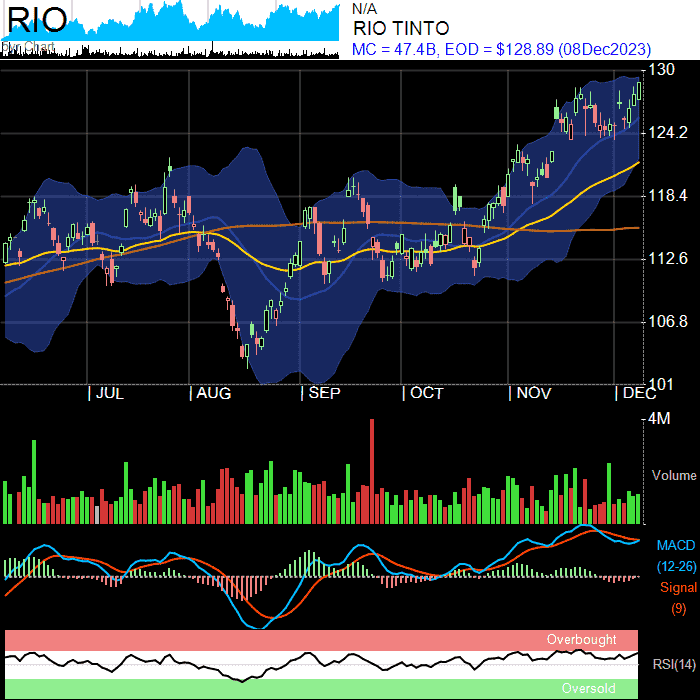 RIO
N/A
RIO TINTO
MC = 47.4B, EOD = $128.89 (08Dec2023)
130
124.2
118.4
112.6
106.8
101
JUL AUG SEP OCT NOV DEC
4M
Volume
MACD
(12-26)
Signal
(9)
Overbought
RSI(14)
Oversold